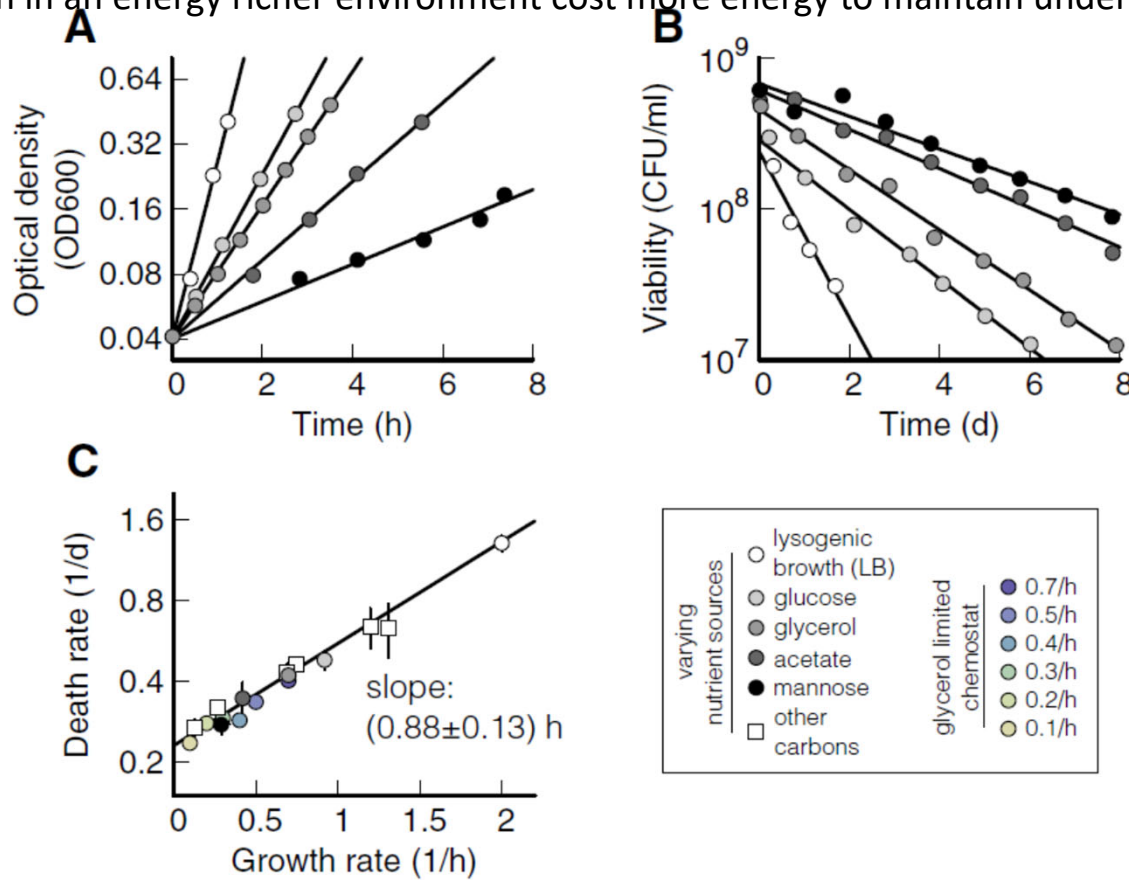 n in an energy richer environment cost more energy to maintain under
A
Optical density
(OD600)
0.64
0.32
0.16
0.08
0.04
0
2
4
6
8
Time (h)
B
Viability (CFU/ml)
10⁹
10⁸
10⁷
0
2
4
6
8
Time (d)
C
Death rate (1/d)
1.6
0.8
0.4
0.2
slope:
(0.88±0.13) h
0
0.5
1
1.5
2
Growth rate (1/h)
varying
nutrient sources
lysogenic
browth (LB)
glucose
glycerol
acetate
mannose
other
carbons
glycerol limited
chemostat
0.7/h
0.5/h
0.4/h
0.3/h
0.2/h
0.1/h